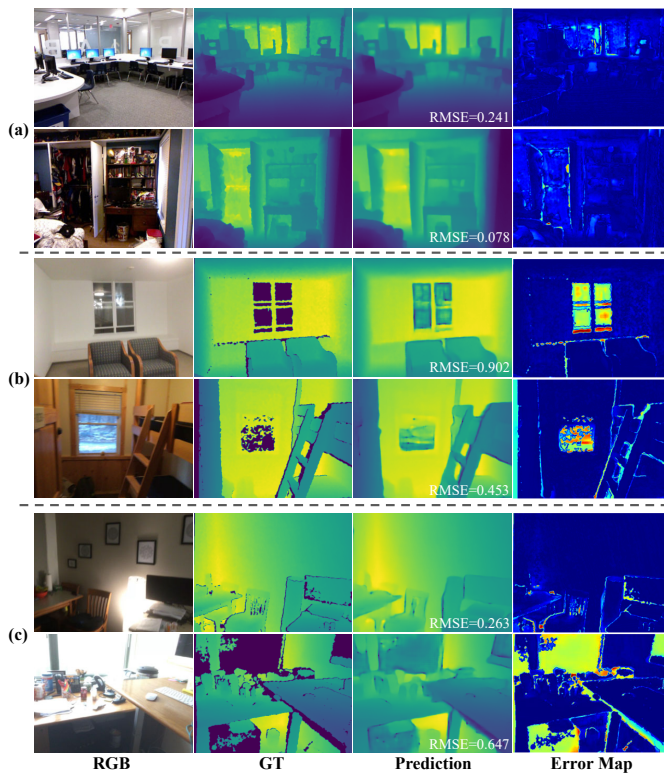 (a)
RMSE=0.241
RMSE=0.078
(b)
RMSE=0.902
RMSE=0.453
(c)
RMSE=0.263
RMSE=0.647
RGB GT Prediction Error Map